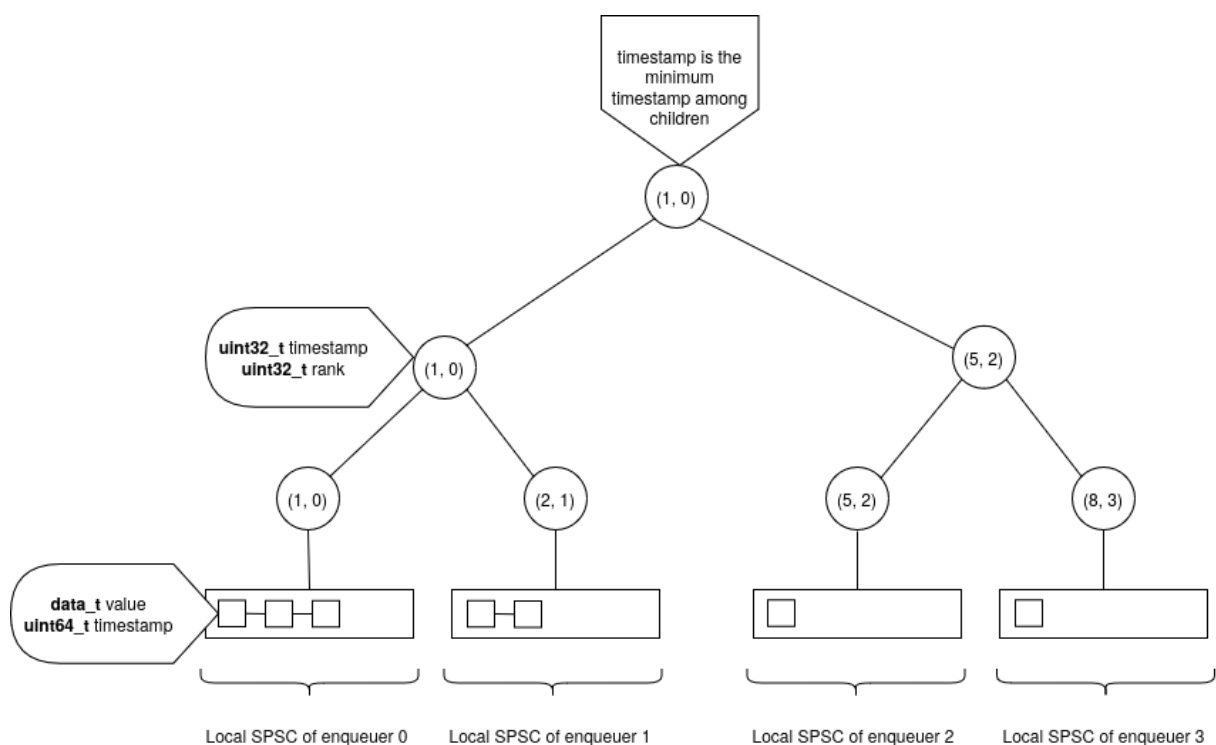 timestamp is the
minimum
timestamp among
children
(1, 0)
uint32_t timestamp
uint32_t rank
(1, 0)
(5, 2)
(1, 0)
(2, 1)
(5, 2)
(8, 3)
data_t value
uint64_t timestamp
Local SPSC of enqueuer 0
Local SPSC of enqueuer 1
Local SPSC of enqueuer 2
Local SPSC of enqueuer 3